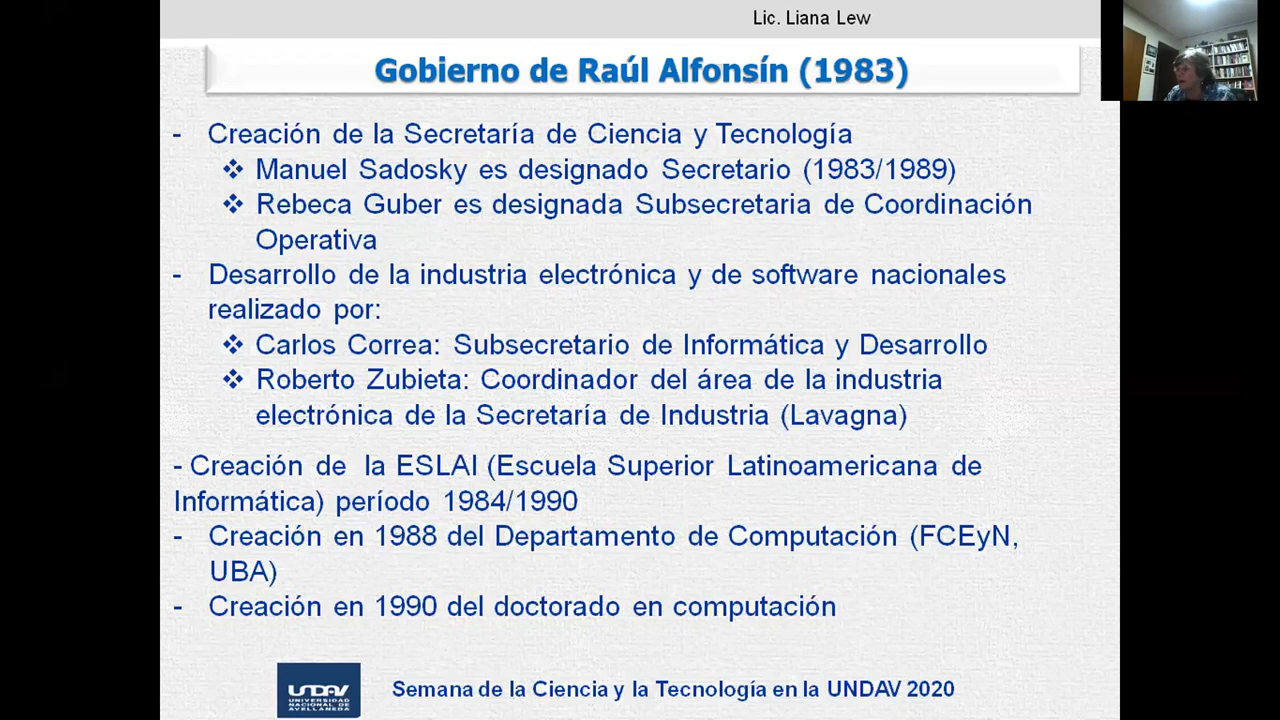 Lic. Liana Lew
Gobierno de Raúl Alfonsín (1983)
- Creación de la Secretaría de Ciencia y Tecnología
❖ Manuel Sadosky es designado Secretario (1983/1989)
❖ Rebeca Guber es designada Subsecretaria de Coordinación
Operativa
- Desarrollo de la industria electrónica y de software nacionales
realizado por:
❖ Carlos Correa: Subsecretario de Informática y Desarrollo
❖ Roberto Zubieta: Coordinador del área de la industria
electrónica de la Secretaría de Industria (Lavagna)
- Creación de la ESLAI (Escuela Superior Latinoamericana de
Informática) período 1984/1990
- Creación en 1988 del Departamento de Computación (FCEyN,
UBA)
- Creación en 1990 del doctorado en computación
UNDAV
UNIVERSIDAD
NACIONAL DE
AVELLANEDA
Semana de la Ciencia y la Tecnología en la UNDAV 2020